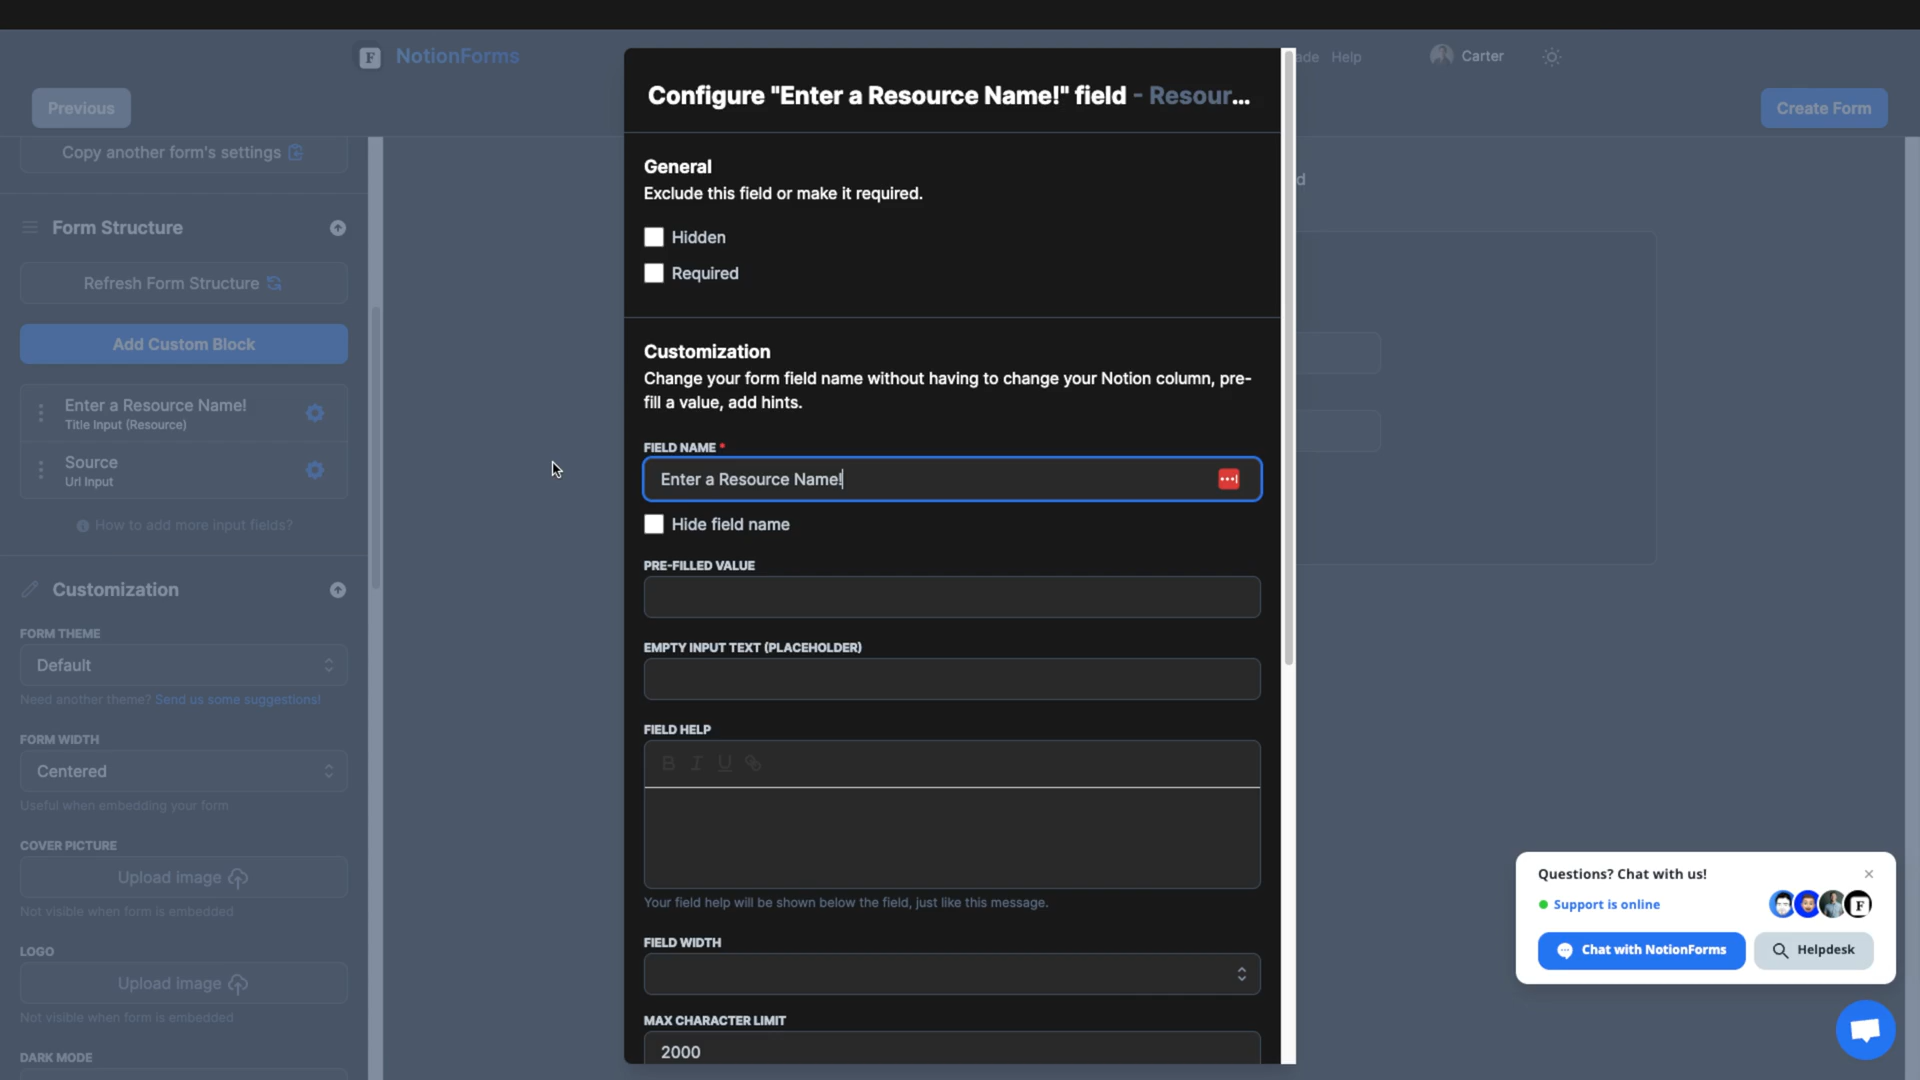 NotionForms
ade
Help
Carter
Previous
Create Form
Copy another form's settings
Form Structure
Refresh Form Structure
Add Custom Block
Enter a Resource Name!
Title Input (Resource)
Source
Url Input
How to add more input fields?
Customization
FORM THEME
Default
Need another theme? Send us some suggestions!
FORM WIDTH
Centered
Useful when embedding your form
COVER PICTURE
Upload image
Not visible when form is embedded
LOGO
Upload image
Not visible when form is embedded
DARK MODE
Configure "Enter a Resource Name!" field - Resour...
General
Exclude this field or make it required.
Hidden
Required
Customization
Change your form field name without having to change your Notion column, pre-
fill a value, add hints.
FIELD NAME *
Enter a Resource Name!
Hide field name
PRE-FILLED VALUE
EMPTY INPUT TEXT (PLACEHOLDER)
FIELD HELP
B I U
Your field help will be shown below the field, just like this message.
FIELD WIDTH
MAX CHARACTER LIMIT
2000
d
Questions? Chat with us!
Support is online
F
Chat with NotionForms
Helpdesk